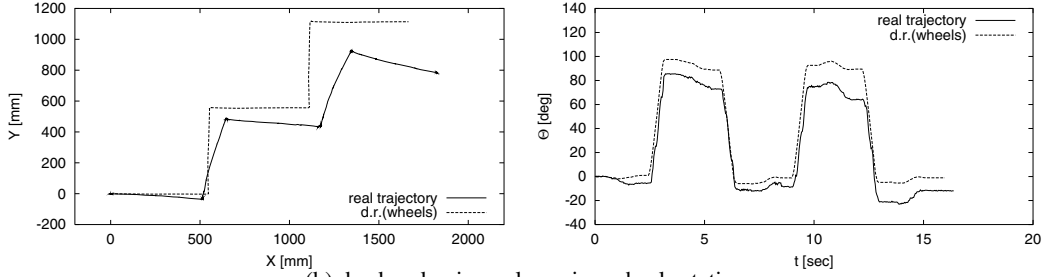 1200
1000
800
600
400
200
0
-200
Y [mm]
0 500 1000 1500 2000
X [mm]
real trajectory
d.r.(wheels)
140
120
100
80
60
40
20
0
-20
-40
Θ [deg]
0 5 10 15 20
t [sec]
real trajectory
d.r.(wheels)